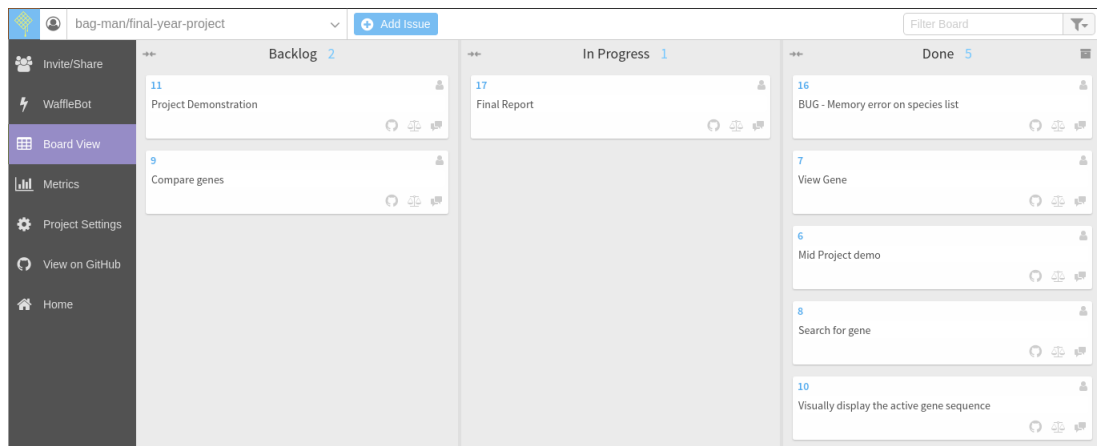 bag-man/final-year-project
Add Issue
Filter Board
Invite/Share
WaffleBot
Board View
Metrics
Project Settings
View on GitHub
Home
Backlog 2
11
Project Demonstration
9
Compare genes
In Progress 1
17
Final Report
Done 5
16
BUG - Memory error on species list
7
View Gene
6
Mid Project demo
8
Search for gene
10
Visually display the active gene sequence